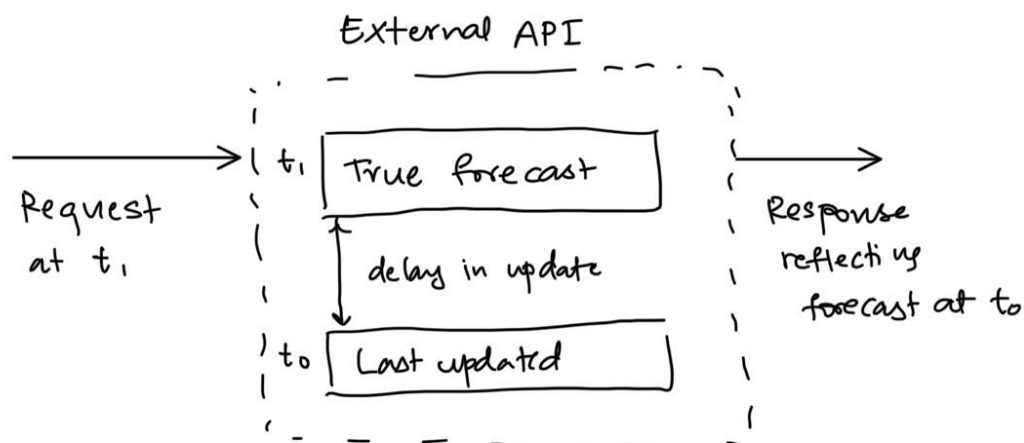 External API
t₁ True forecast
Request
at t₁
delay in update
Response
reflecting
forecast at t₀
t₀ Last updated